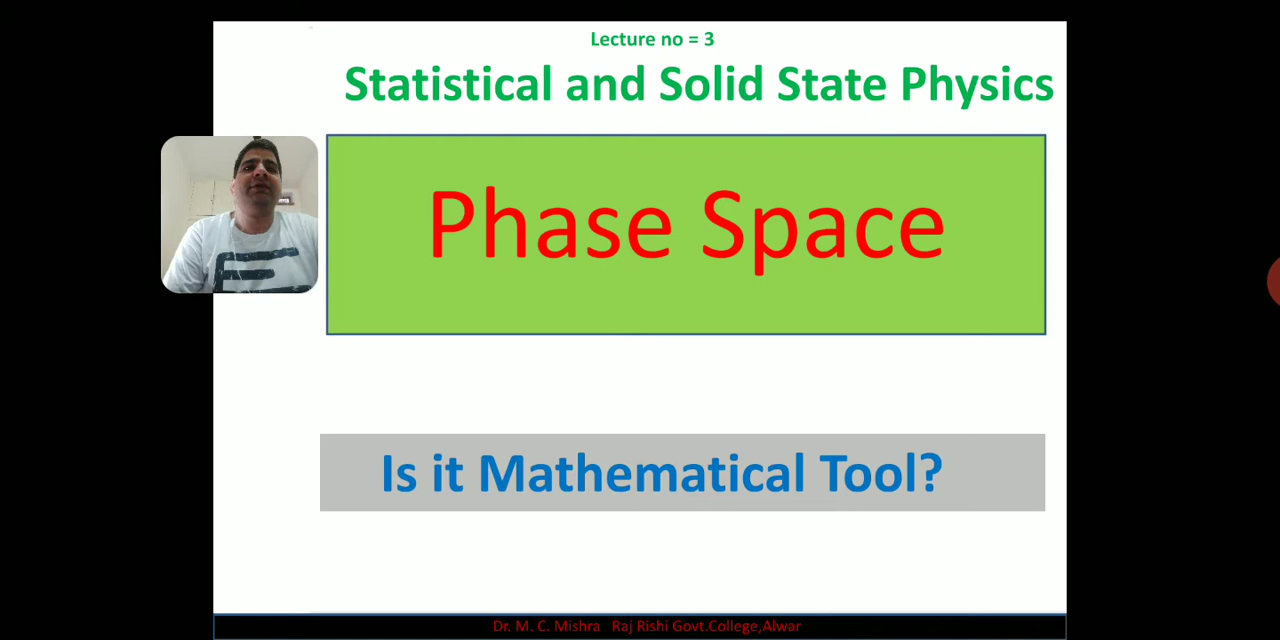 Lecture no = 3
Statistical and Solid State Physics
Phase Space
Is it Mathematical Tool?
Dr. M. C. Mishra Raj Rishi Govt.College,Alwar